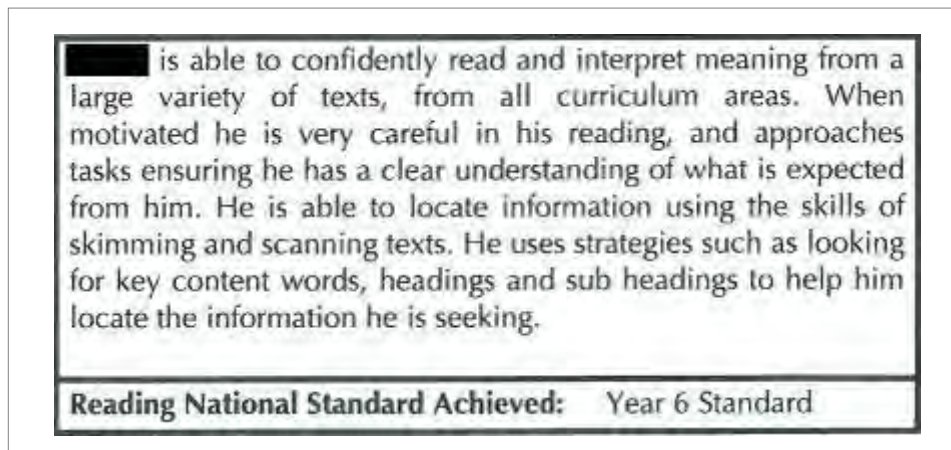 is able to confidently read and interpret meaning from a
large variety of texts, from all curriculum areas. When
motivated he is very careful in his reading, and approaches
tasks ensuring he has a clear understanding of what is expected
from him. He is able to locate information using the skills of
skimming and scanning texts. He uses strategies such as looking
for key content words, headings and sub headings to help him
locate the information he is seeking.
Reading National Standard Achieved: Year 6 Standard